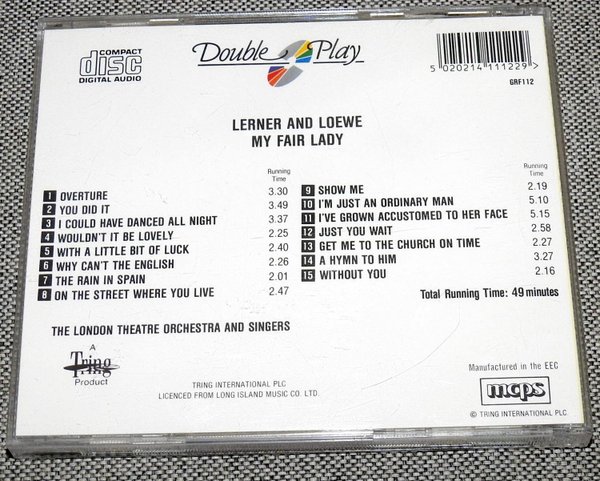 COMPACT
disc
DIGITAL AUDIO
Double Play
5 020214 111229 >
GRF112
LERNER AND LOEWE
MY FAIR LADY
Running Time
1 OVERTURE 3.30
2 YOU DID IT 3.49
3 I COULD HAVE DANCED ALL NIGHT 3.37
4 WOULDN'T IT BE LOVELY 2.25
5 WITH A LITTLE BIT OF LUCK 2.40
6 WHY CAN'T THE ENGLISH 2.26
7 THE RAIN IN SPAIN 2.01
8 ON THE STREET WHERE YOU LIVE 2.47
Running Time
9 SHOW ME 2.19
10 I'M JUST AN ORDINARY MAN 5.10
11 I'VE GROWN ACCUSTOMED TO HER FACE 5.15
12 JUST YOU WAIT 2.58
13 GET ME TO THE CHURCH ON TIME 2.27
14 A HYMN TO HIM 3.27
15 WITHOUT YOU 2.16
Total Running Time: 49 minutes
THE LONDON THEATRE ORCHESTRA AND SINGERS
A
Tring
Product
TRING INTERNATIONAL PLC
LICENCED FROM LONG ISLAND MUSIC CO. LTD.
Manufactured in the EEC
mcps
© TRING INTERNATIONAL PLC